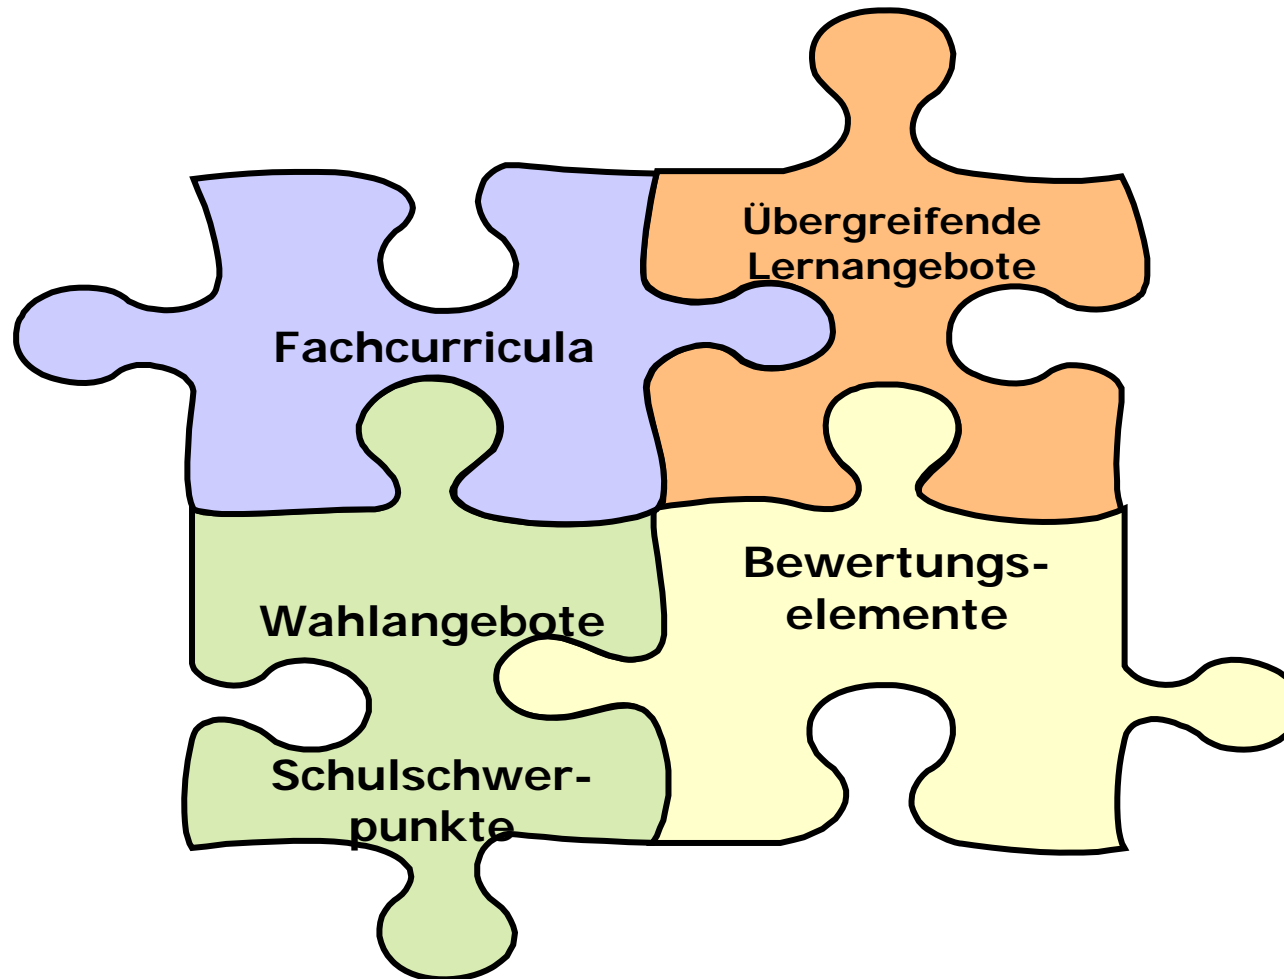 Übergreifende
Lernangebote
Fachcurricula
Bewertungs-
elemente
Wahlangebote
Schulschwer-
punkte